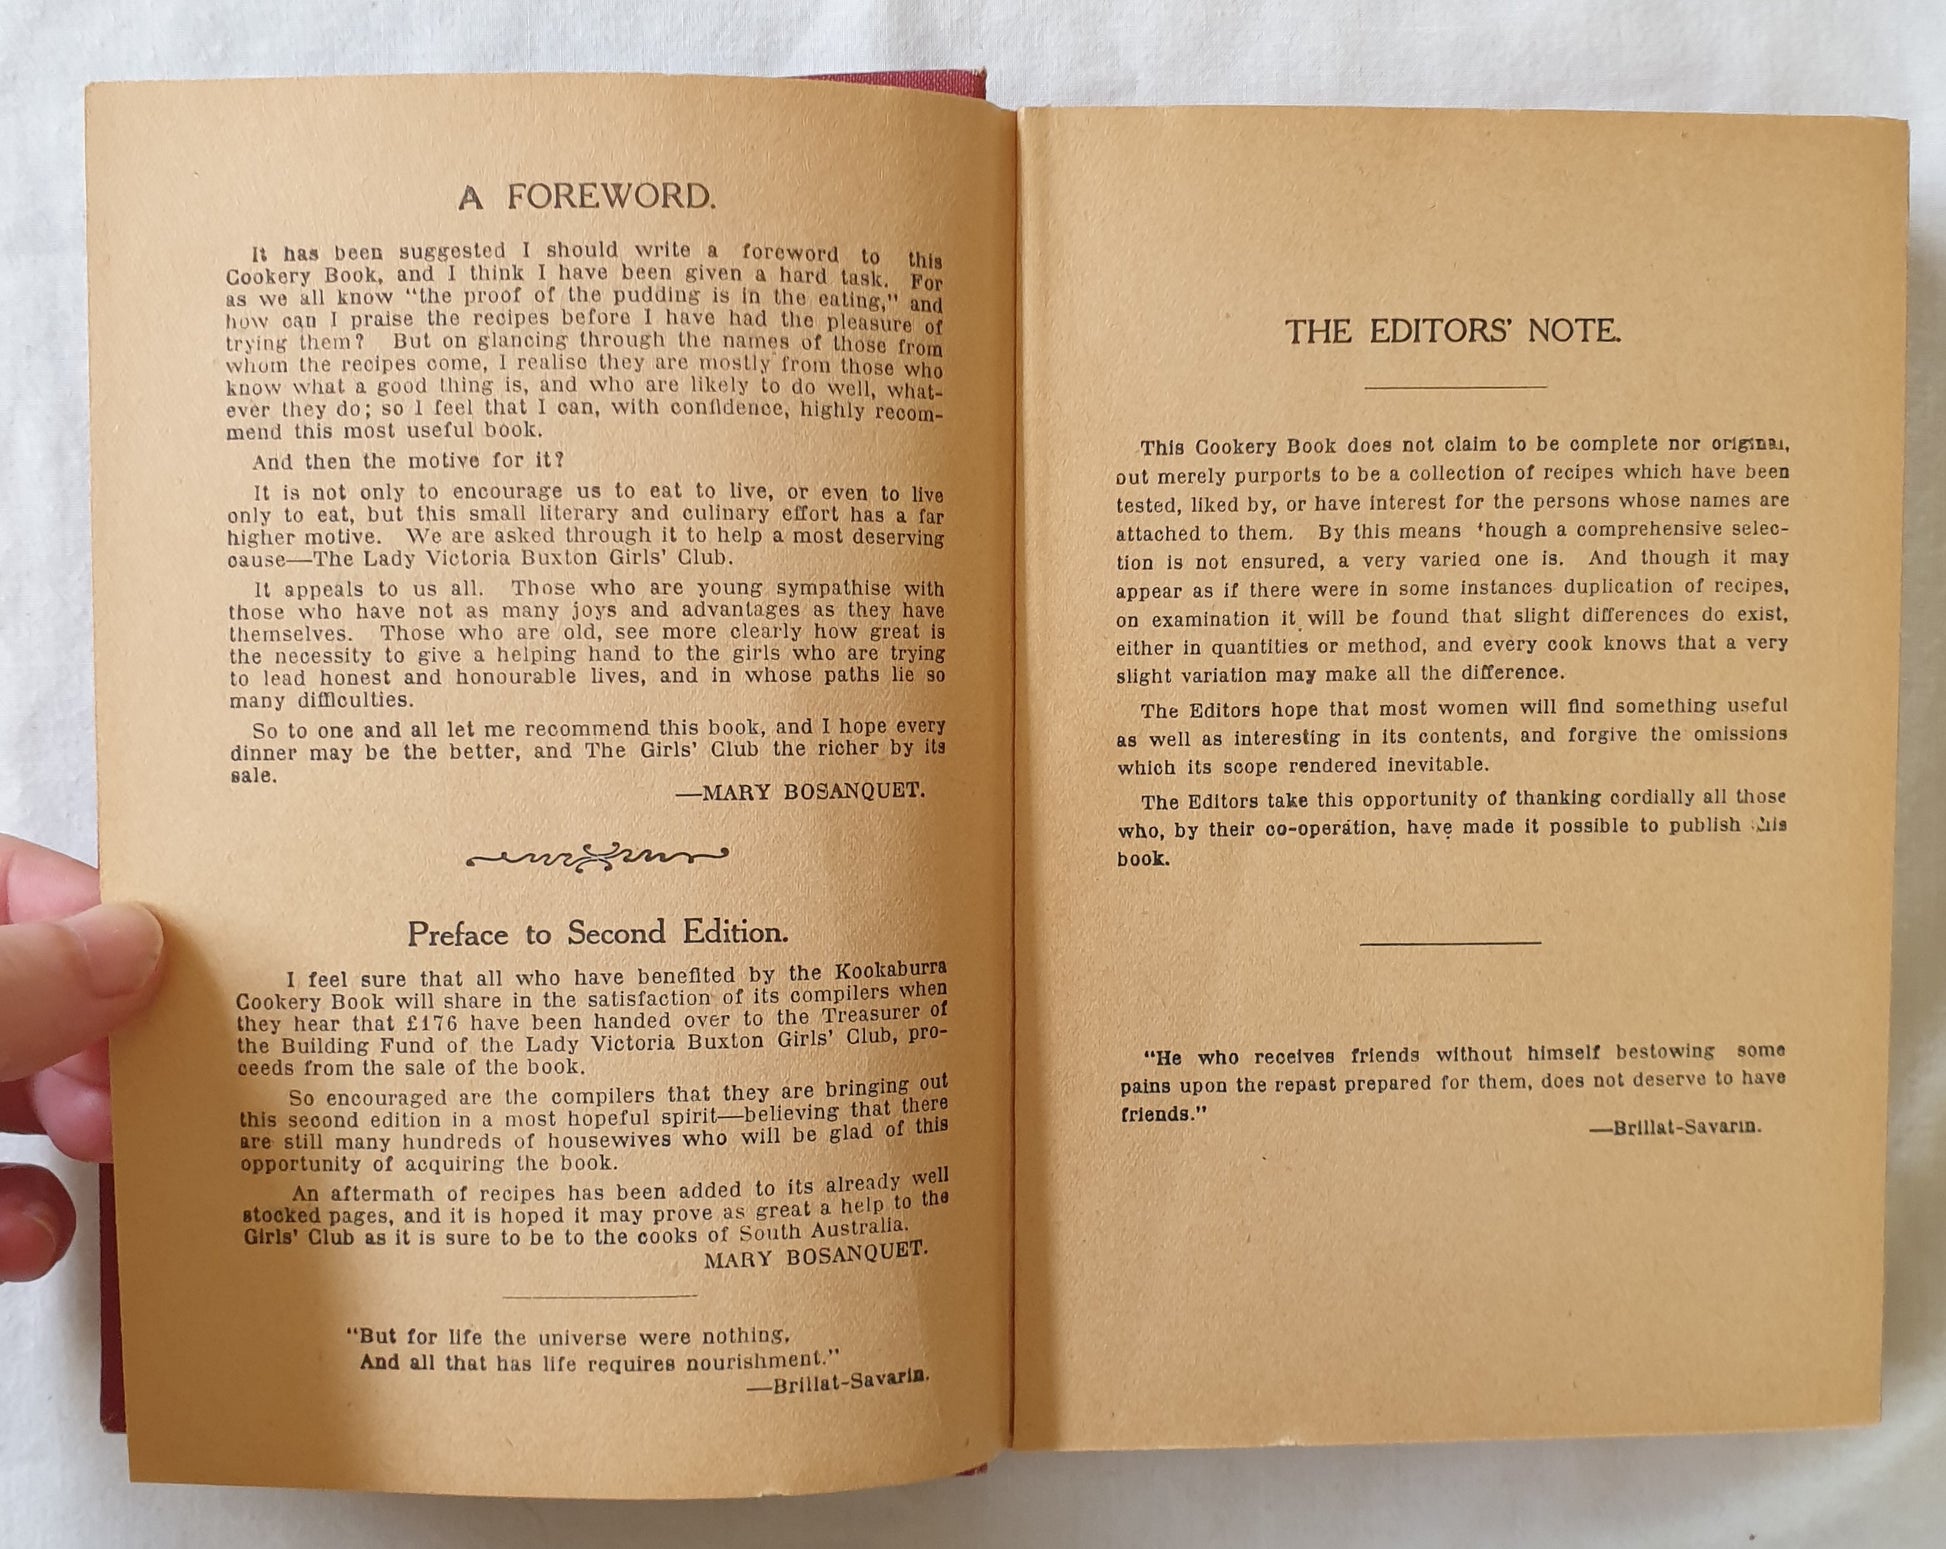 A FOREWORD.
It has been suggested I should write a foreword to this
Cookery Book, and I think I have been given a hard task. For
as we all know "the proof of the pudding is in the eating," and
how can I praise the recipes before I have had the pleasure of
trying them? But on glancing through the names of those from
whom the recipes come, I realise they are mostly from those who
know what a good thing is, and who are likely to do well, what-
ever they do; so I feel that I can, with confidence, highly recom-
mend this most useful book.
And then the motive for it?
It is not only to encourage us to eat to live, or even to live
only to eat, but this small literary and culinary effort has a far
higher motive. We are asked through it to help a most deserving
cause—The Lady Victoria Buxton Girls' Club.
It appeals to us all. Those who are young sympathise with
those who have not as many joys and advantages as they have
themselves. Those who are old, see more clearly how great is
the necessity to give a helping hand to the girls who are trying
to lead honest and honourable lives, and in whose paths lie so
many difficulties.
So to one and all let me recommend this book, and I hope every
dinner may be the better, and The Girls' Club the richer by its
sale.
—MARY BOSANQUET.
Preface to Second Edition.
I feel sure that all who have benefited by the Kookaburra
Cookery Book will share in the satisfaction of its compilers when
they hear that £176 have been handed over to the Treasurer of
the Building Fund of the Lady Victoria Buxton Girls' Club, pro-
ceeds from the sale of the book.
So encouraged are the compilers that they are bringing out
this second edition in a most hopeful spirit—believing that there
are still many hundreds of housewives who will be glad of this
opportunity of acquiring the book.
An aftermath of recipes has been added to its already well
stocked pages, and it is hoped it may prove as great a help to the
Girls' Club as it is sure to be to the cooks of South Australia.
MARY BOSANQUET.
"But for life the universe were nothing,
And all that has life requires nourishment."
—Brillat-Savarin.
THE EDITORS' NOTE.
This Cookery Book does not claim to be complete nor original,
but merely purports to be a collection of recipes which have been
tested, liked by, or have interest for the persons whose names are
attached to them. By this means though a comprehensive selec-
tion is not ensured, a very varied one is. And though it may
appear as if there were in some instances duplication of recipes,
on examination it will be found that slight differences do exist,
either in quantities or method, and every cook knows that a very
slight variation may make all the difference.
The Editors hope that most women will find something useful
as well as interesting in its contents, and forgive the omissions
which its scope rendered inevitable.
The Editors take this opportunity of thanking cordially all those
who, by their co-operation, have made it possible to publish this
book.
"He who receives friends without himself bestowing some
pains upon the repast prepared for them, does not deserve to have
friends."
—Brillat-Savarin.